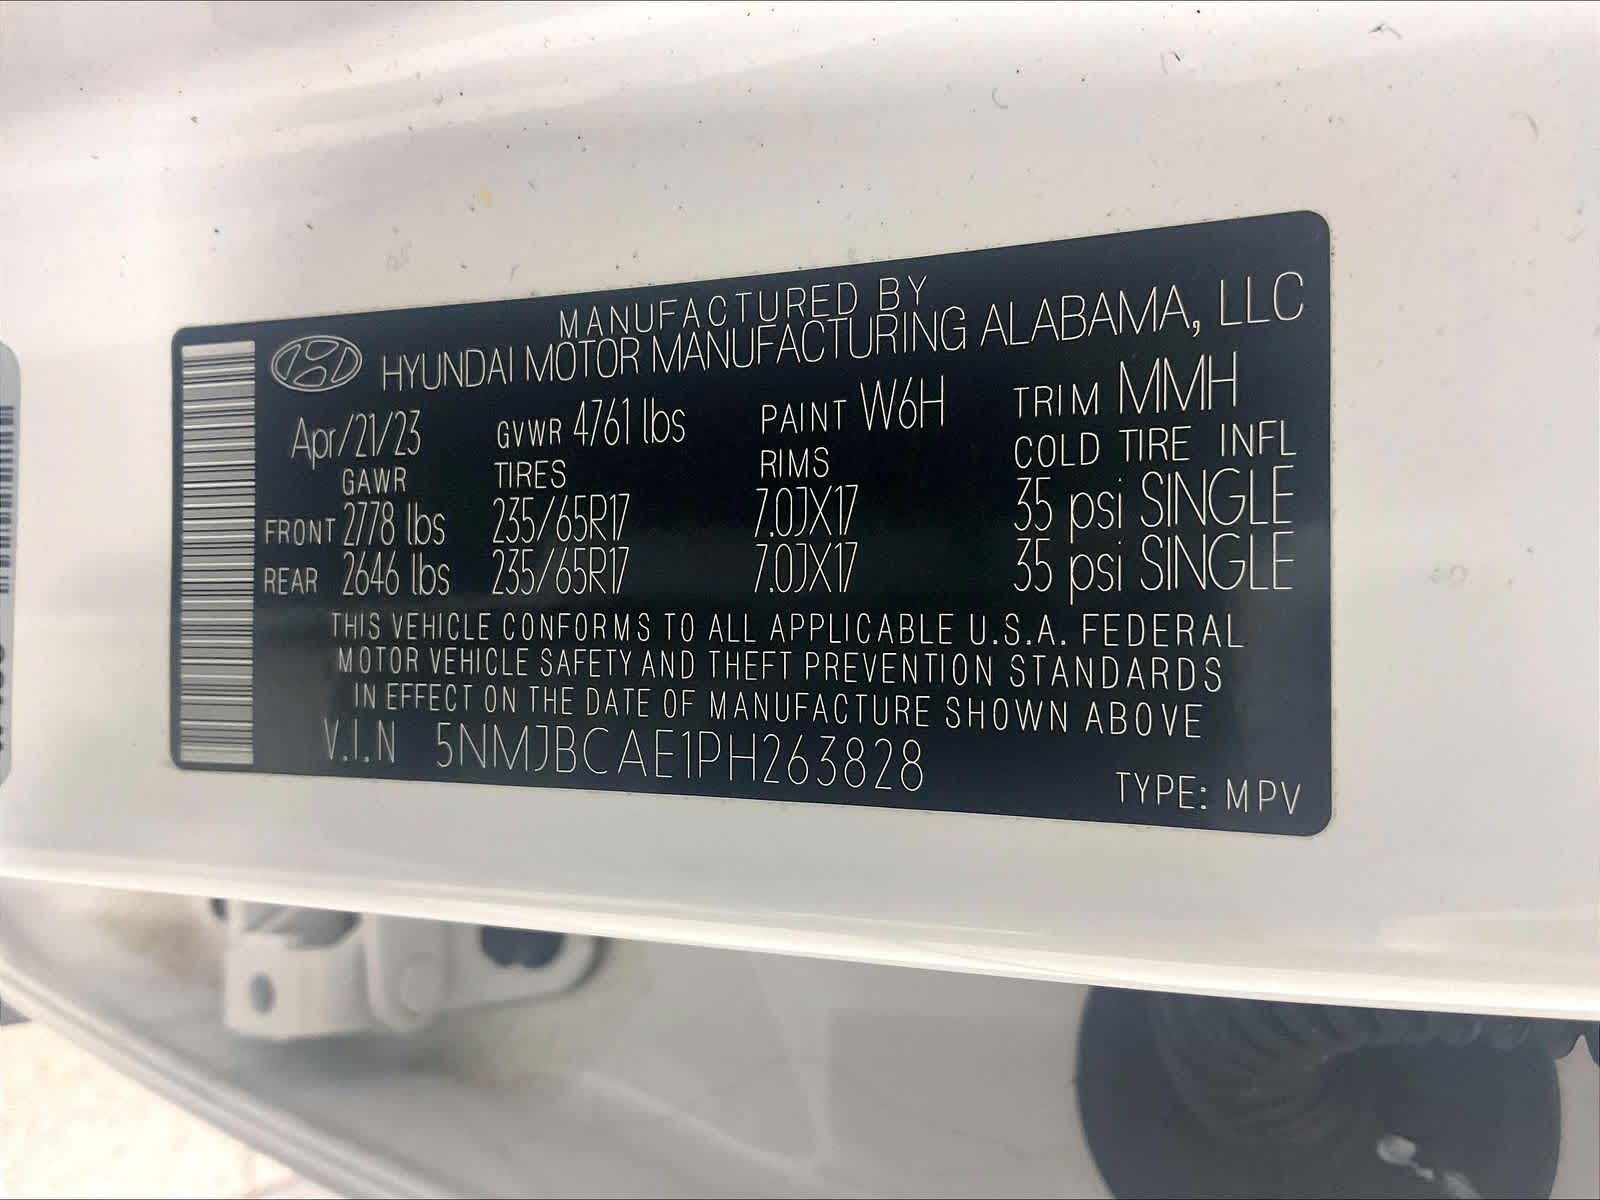 MANUFACTURED BY
HYUNDAI MOTOR MANUFACTURING ALABAMA, LLC
Apr/21/23 GVWR 4761 lbs PAINT W6H TRIM MMH
GAWR TIRES RIMS COLD TIRE INFL
FRONT 2778 lbs 235/65R17 7.0JX17 35 psi SINGLE
REAR 2646 lbs 235/65R17 7.0JX17 35 psi SINGLE
THIS VEHICLE CONFORMS TO ALL APPLICABLE U.S.A. FEDERAL
MOTOR VEHICLE SAFETY AND THEFT PREVENTION STANDARDS
IN EFFECT ON THE DATE OF MANUFACTURE SHOWN ABOVE
V.I.N 5NMJBCAE1PH263828
TYPE: MPV